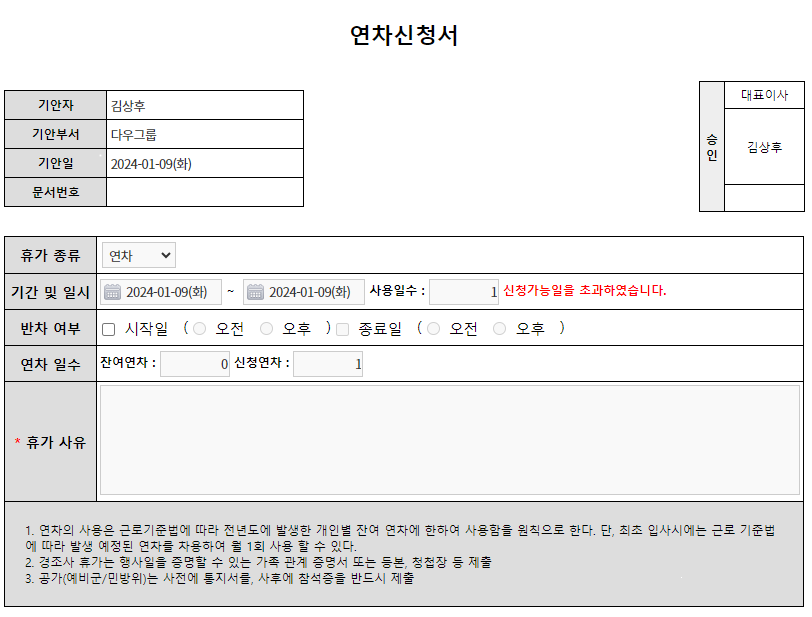 연차신청서
기안자 김상후
기안부서 다우그룹
기안일 2024-01-09(화)
문서번호
승인
대표이사
김상후
휴가 종류 연차
기간 및 일시 2024-01-09(화) ~ 2024-01-09(화) 사용일수 : 1 신청가능일을 초과하였습니다.
반차 여부 시작일 ( 오전 오후 ) 종료일 ( 오전 오후 )
연차 일수 잔여연차 : 0 신청연차 : 1
* 휴가 사유
1. 연차의 사용은 근로기준법에 따라 전년도에 발생한 개인별 잔여 연차에 한하여 사용함을 원칙으로 한다. 단, 최초 입사시에는 근로 기준법
에 따라 발생 예정된 연차를 차용하여 월 1회 사용 할 수 있다.
2. 경조사 휴가는 행사일을 증명할 수 있는 가족 관계 증명서 또는 등본, 청첩장 등 제출
3. 공가(예비군/민방위)는 사전에 통지서를, 사후에 참석증을 반드시 제출